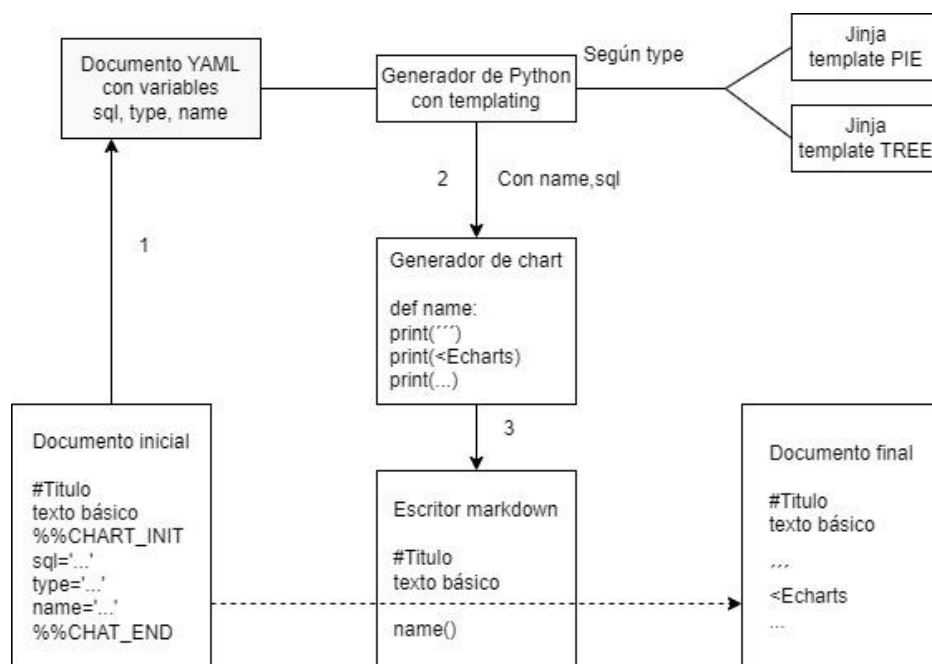 Documento YAML
con variables
sql, type, name
Generador de Python
con templating
Según type
Jinja
template PIE
Jinja
template TREE
1
2
Con name,sql
Generador de chart
def name:
print(´´´)
print(<Echarts)
print(...)
3
Documento inicial
#Titulo
texto básico
%%CHART_INIT
sql='...'
type='...'
name='...'
%%CHAT_END
Escritor markdown
#Titulo
texto básico
name()
Documento final
#Titulo
texto básico
´´´
<Echarts
...